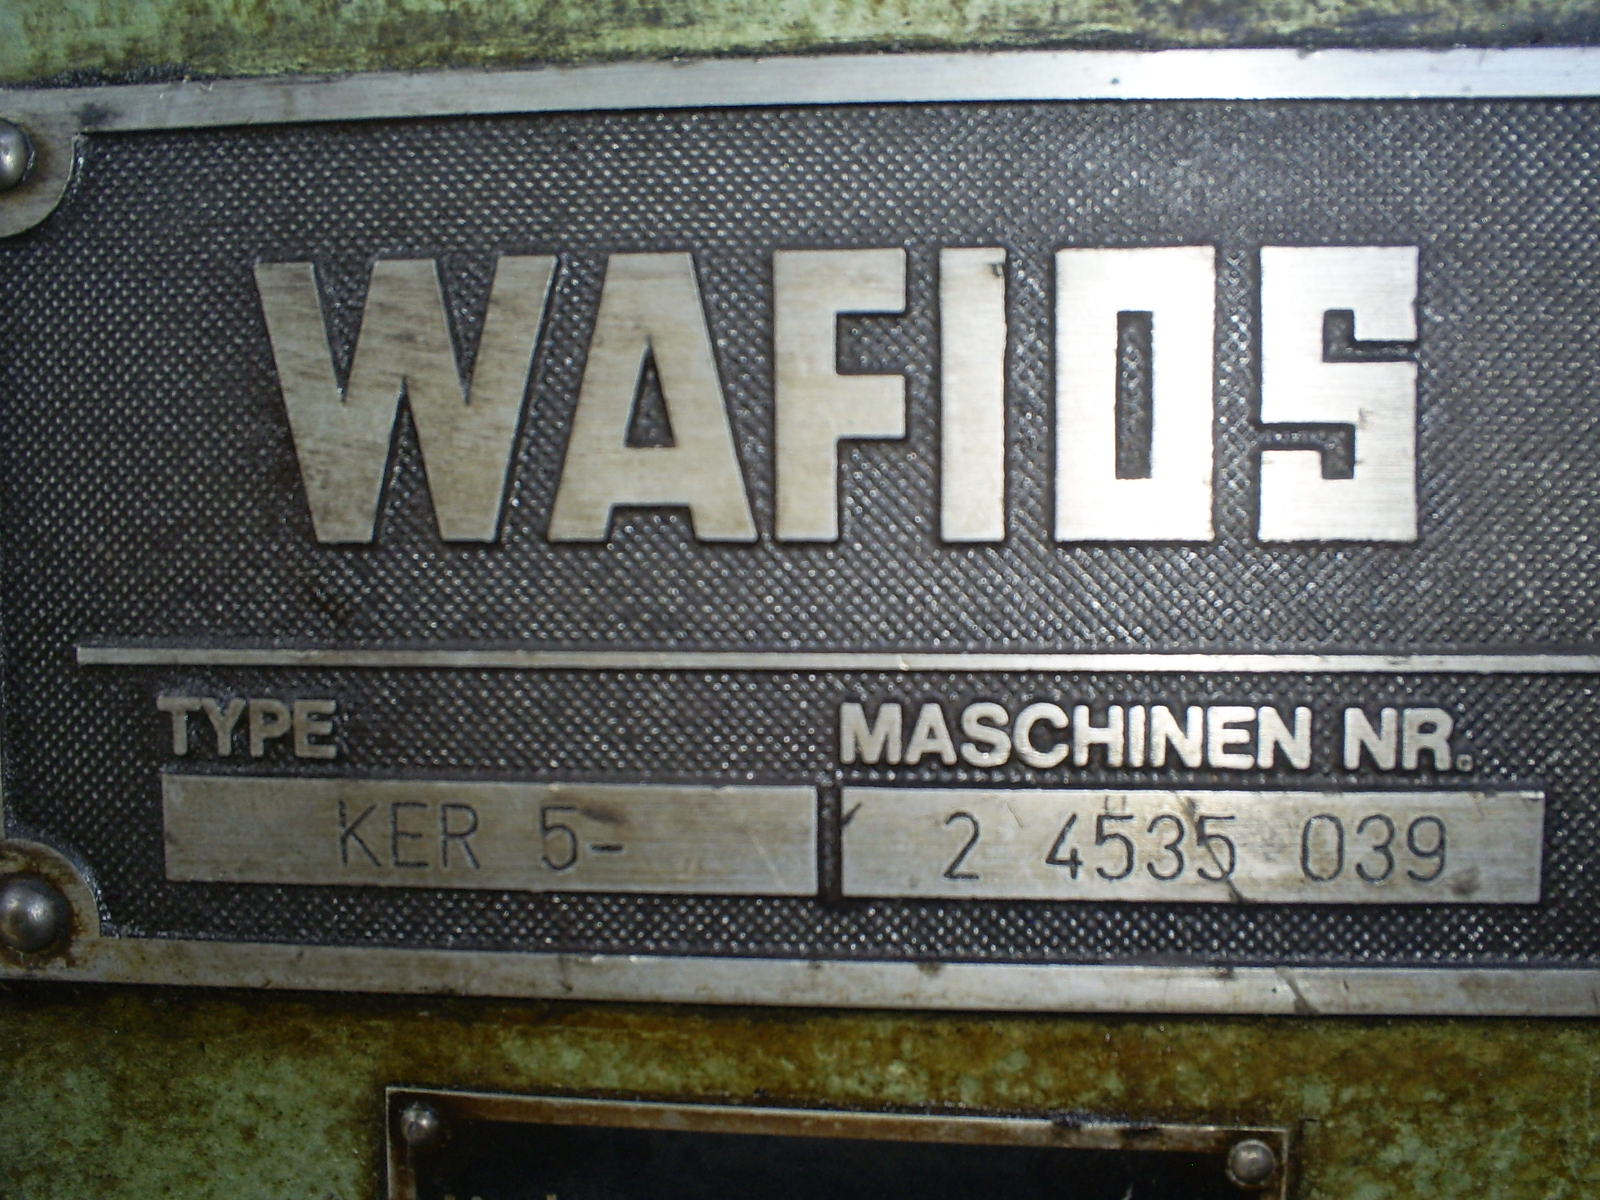 WAFIOS
TYPE MASCHINEN NR.
KER 5- 2 4535 039